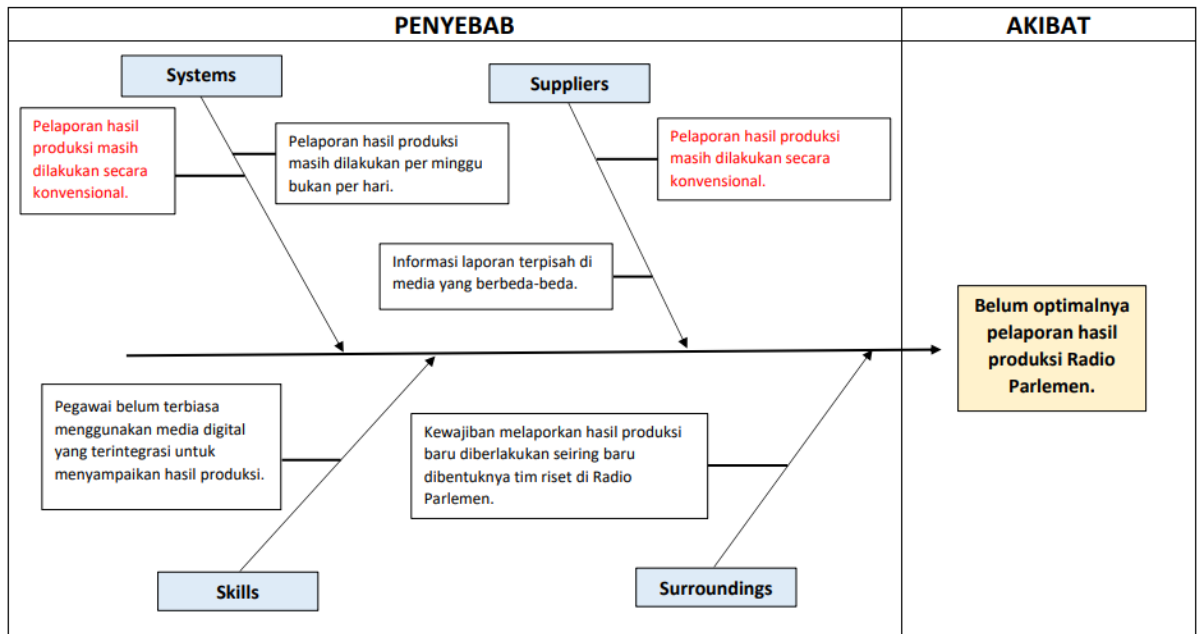 PENYEBAB
AKIBAT
Systems
Suppliers
Pelaporan hasil
produksi masih
dilakukan secara
konvensional.
Pelaporan hasil produksi
masih dilakukan per minggu
bukan per hari.
Pelaporan hasil produksi
masih dilakukan secara
konvensional.
Informasi laporan terpisah di
media yang berbeda-beda.
Belum optimalnya
pelaporan hasil
produksi Radio
Parlemen.
Pegawai belum terbiasa
menggunakan media digital
yang terintegrasi untuk
menyampaikan hasil produksi.
Kewajiban melaporkan hasil produksi
baru diberlakukan seiring baru
dibentuknya tim riset di Radio
Parlemen.
Skills
Surroundings